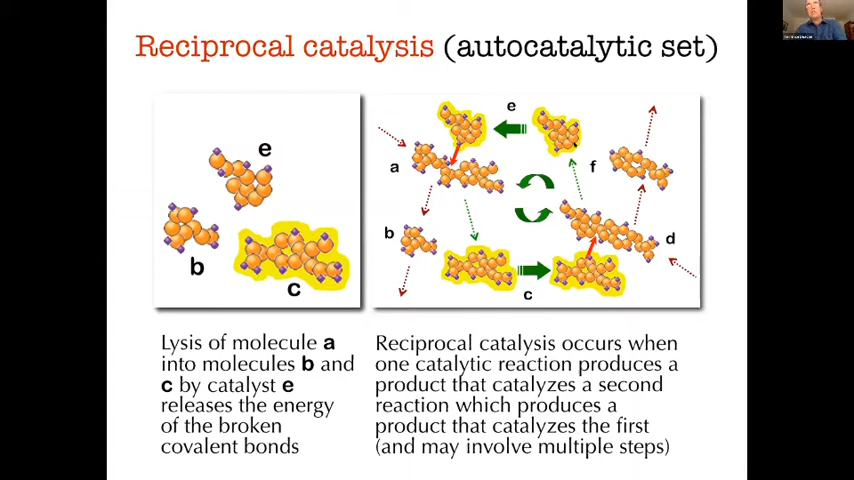 Reciprocal catalysis (autocatalytic set)
e
b
c
e
a
f
b
d
c
Lysis of molecule a
into molecules b and
c by catalyst e
releases the energy
of the broken
covalent bonds
Reciprocal catalysis occurs when
one catalytic reaction produces a
product that catalyzes a second
reaction which produces a
product that catalyzes the first
(and may involve multiple steps)